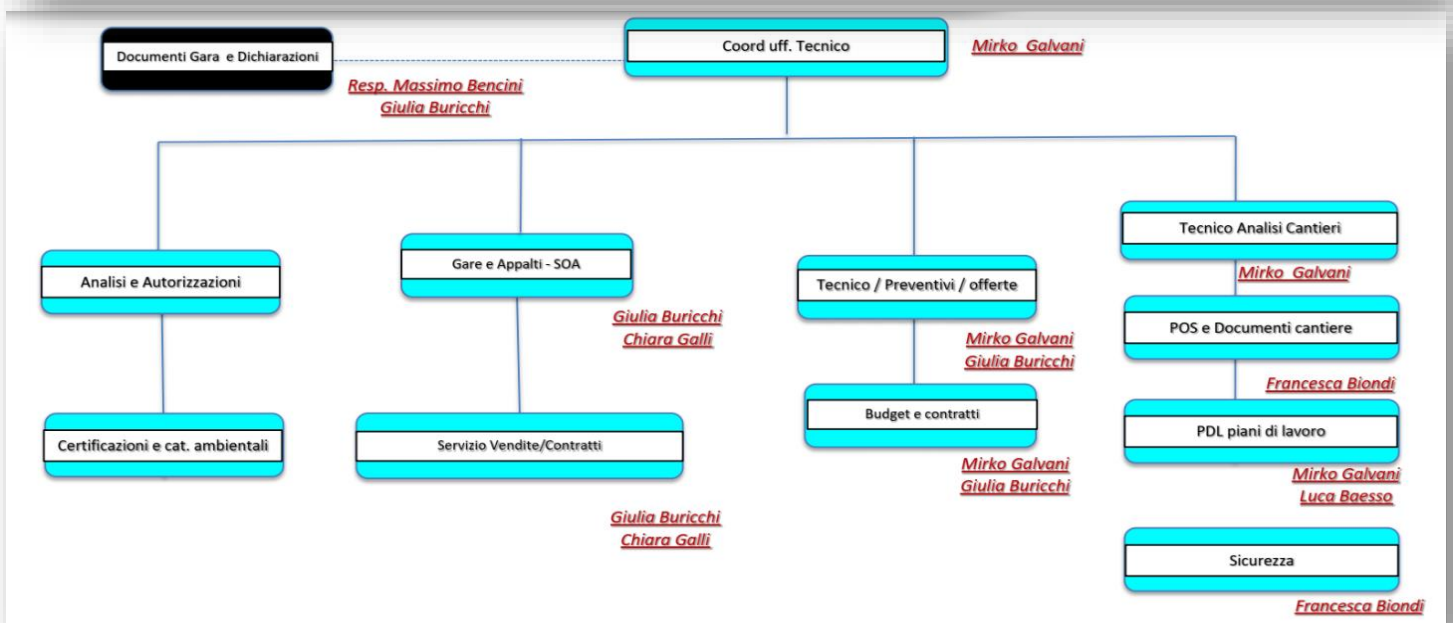 Documenti Gara e Dichiarazioni
Resp. Massimo Bencini
Giulia Buricchi
Coord uff. Tecnico
Mirko Galvani
Analisi e Autorizzazioni
Certificazioni e cat. ambientali
Gare e Appalti - SOA
Giulia Buricchi
Chiara Galli
Servizio Vendite/Contratti
Giulia Buricchi
Chiara Galli
Tecnico / Preventivi / offerte
Mirko Galvani
Giulia Buricchi
Budget e contratti
Mirko Galvani
Giulia Buricchi
Tecnico Analisi Cantieri
Mirko Galvani
POS e Documenti cantiere
Francesca Biondi
PDL piani di lavoro
Mirko Galvani
Luca Baesso
Sicurezza
Francesca Biondi